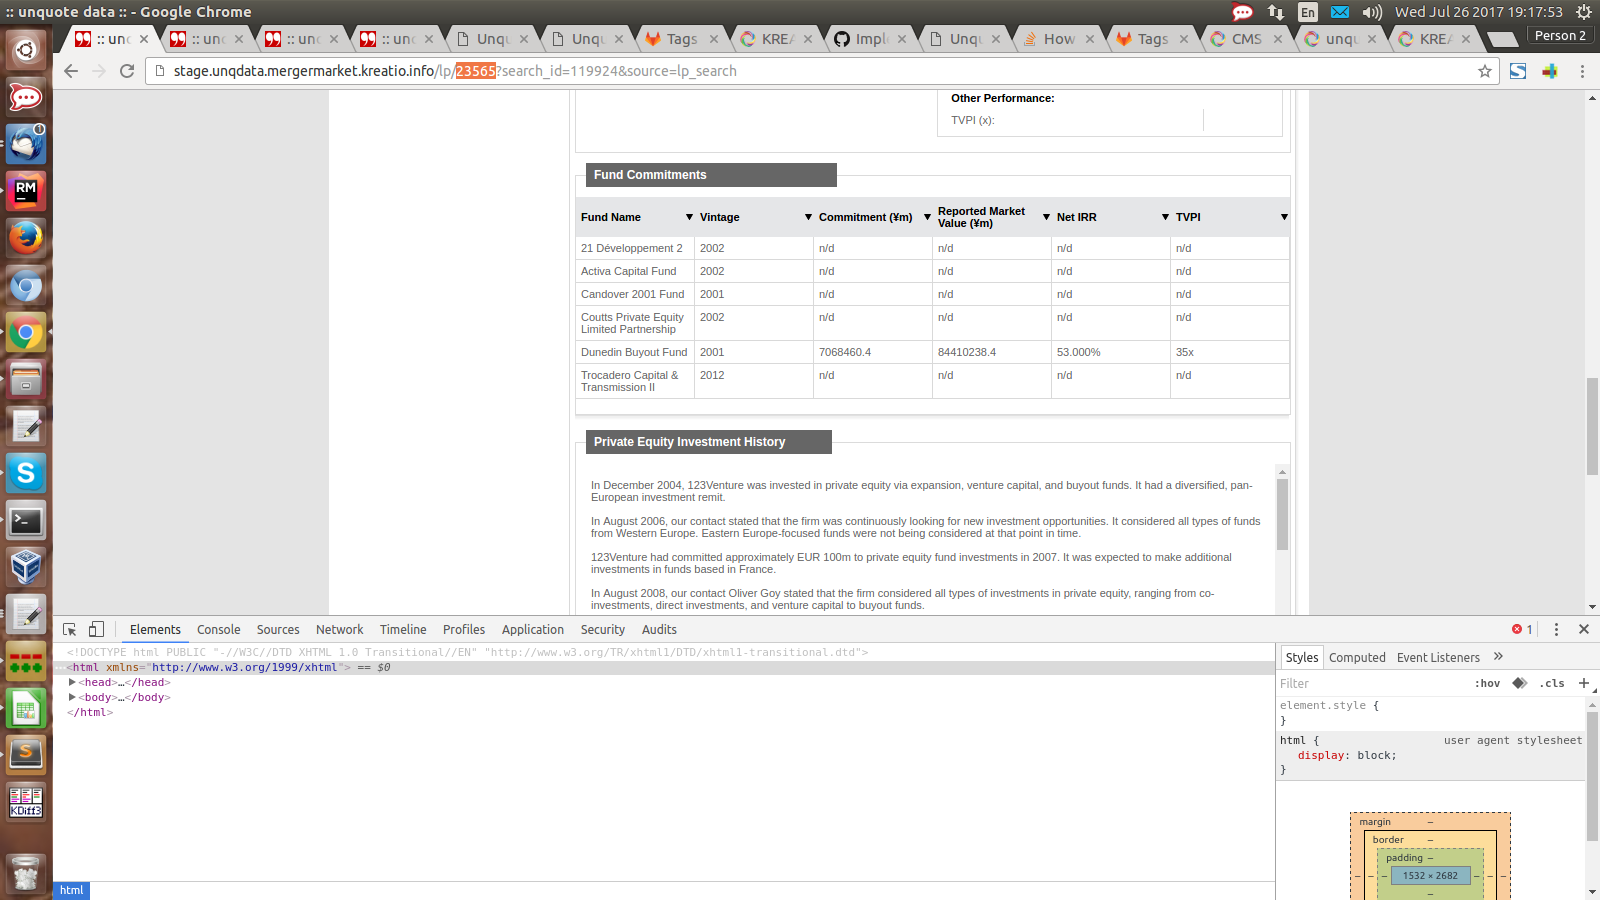 :: unquote data :: - Google Chrome
En
Wed Jul 26 2017 19:17:53
:: unc
:: un
:: un
:: un
Unqu
Unqu
Tags
KREA
Imple
Unqu
How
Tags
CMS
unqu
KREA
Person 2
stage.unqdata.mergermarket.kreatio.info/lp/23565?search_id=119924&source=lp_search
Other Performance:
TVPI (x):
Fund Commitments
Fund Name Vintage Commitment (¥m) Reported Market Value (¥m) Net IRR TVPI
21 Développement 2 2002 n/d n/d n/d n/d
Activa Capital Fund 2002 n/d n/d n/d n/d
Candover 2001 Fund 2001 n/d n/d n/d n/d
Coutts Private Equity Limited Partnership 2002 n/d n/d n/d n/d
Dunedin Buyout Fund 2001 7068460.4 84410238.4 53.000% 35x
Trocadero Capital & Transmission II 2012 n/d n/d n/d n/d
Private Equity Investment History
In December 2004, 123Venture was invested in private equity via expansion, venture capital, and buyout funds. It had a diversified, pan-
European investment remit.
In August 2006, our contact stated that the firm was continuously looking for new investment opportunities. It considered all types of funds
from Western Europe. Eastern Europe-focused funds were not being considered at that point in time.
123Venture had committed approximately EUR 100m to private equity fund investments in 2007. It was expected to make additional
investments in funds based in France.
In August 2008, our contact Oliver Goy stated that the firm considered all types of investments in private equity, ranging from co-
investments, direct investments, and venture capital to buyout funds.
Elements Console Sources Network Timeline Profiles Application Security Audits
1
<!DOCTYPE html PUBLIC "-//W3C//DTD XHTML 1.0 Transitional//EN" "http://www.w3.org/TR/xhtml1/DTD/xhtml1-transitional.dtd">
<html xmlns="http://www.w3.org/1999/xhtml"> == $0
<head>…</head>
<body>…</body>
</html>
html
Styles Computed Event Listeners »
Filter :hov .cls +
element.style {
}
html { user agent stylesheet
display: block;
}
margin –
border –
padding –
– – – 1532 × 2682 – – –
–
1
RM
S
>_
S
KDiff3